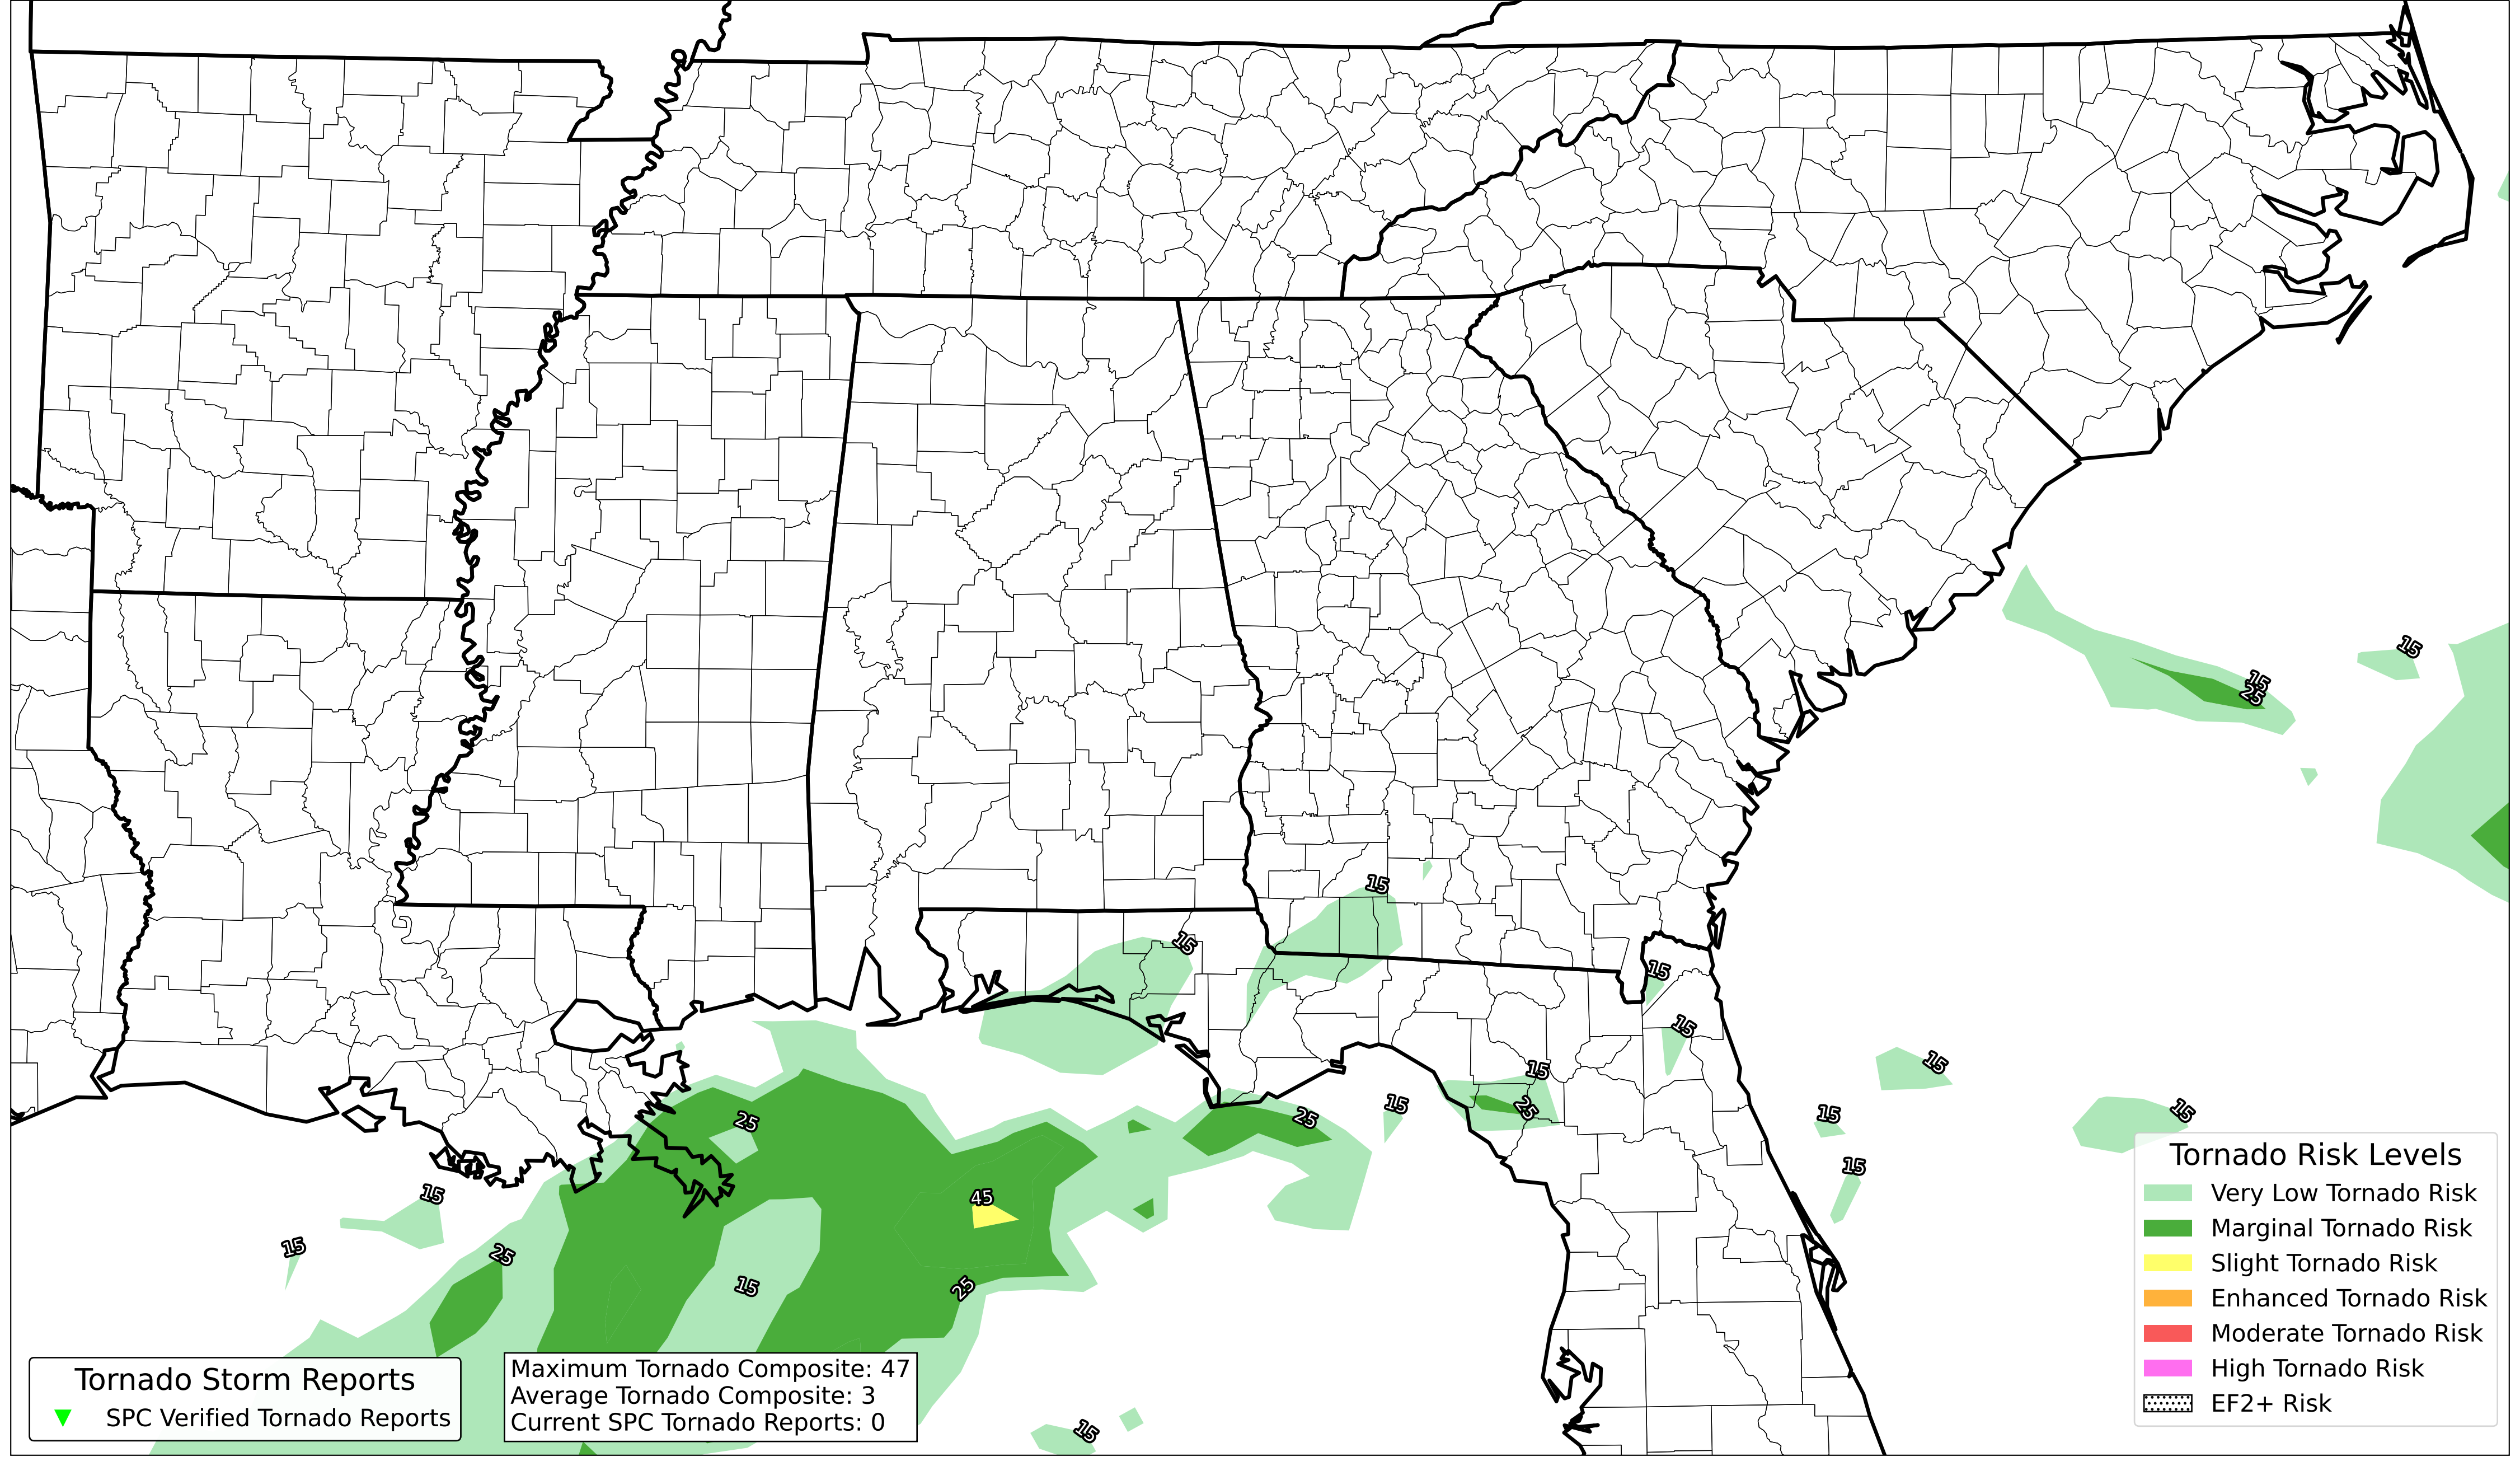 15
15
15
25
15
15
15
15
15
15
25
15
25
25
15
15
15
45
15
25
15
25
15
Tornado Risk Levels
Very Low Tornado Risk
Marginal Tornado Risk
Slight Tornado Risk
Enhanced Tornado Risk
Moderate Tornado Risk
High Tornado Risk
EF2+ Risk
Tornado Storm Reports
SPC Verified Tornado Reports
Maximum Tornado Composite: 47
Average Tornado Composite: 3
Current SPC Tornado Reports: 0
15